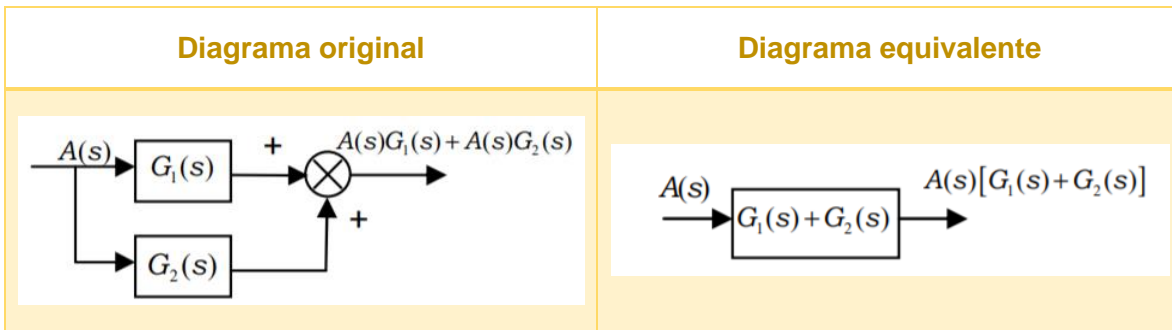 Diagrama original
Diagrama equivalente
A(s)
G₁(s)
+
A(s)G₁(s) + A(s)G₂(s)
+
G₂(s)
A(s)
G₁(s) + G₂(s)
A(s)[G₁(s) + G₂(s)]